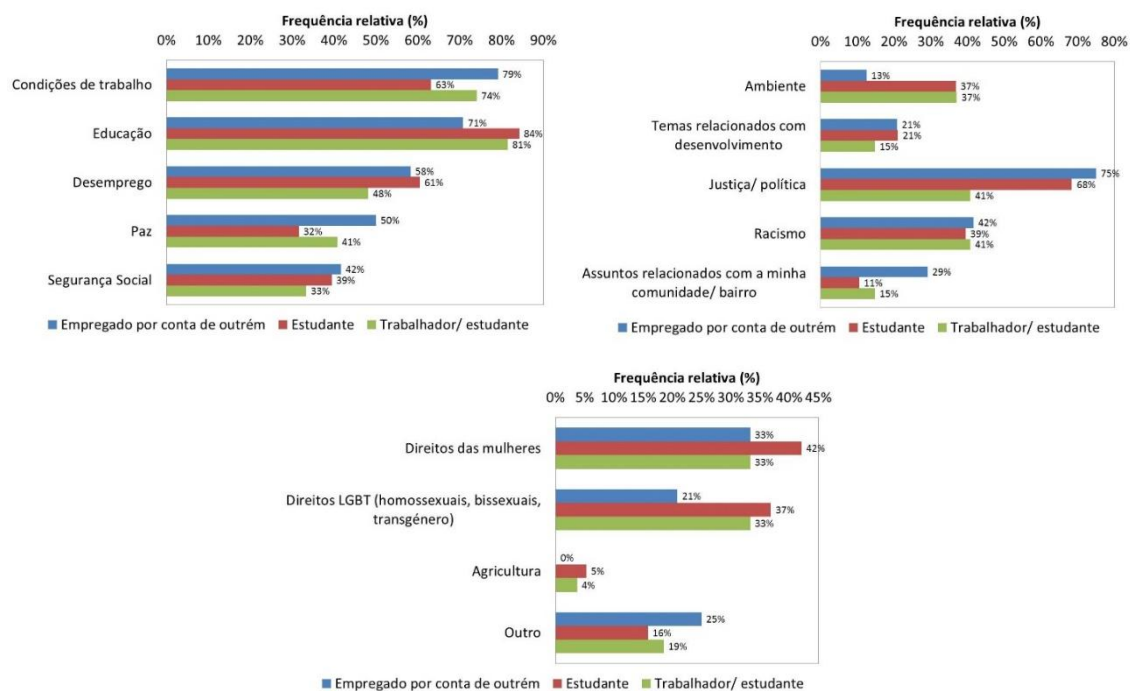 Frequência relativa (%)
0% 10% 20% 30% 40% 50% 60% 70% 80% 90%
Condições de trabalho
79%
63%
74%
Educação
71%
84%
81%
Desemprego
58%
61%
48%
Paz
50%
32%
41%
Segurança Social
42%
39%
33%
Empregado por conta de outrém Estudante Trabalhador/ estudante
Frequência relativa (%)
0% 10% 20% 30% 40% 50% 60% 70% 80%
Ambiente
13%
37%
37%
Temas relacionados com
desenvolvimento
21%
21%
15%
Justiça/ política
75%
68%
41%
Racismo
42%
39%
41%
Assuntos relacionados com a minha
comunidade/ bairro
29%
11%
15%
Empregado por conta de outrém Estudante Trabalhador/ estudante
Frequência relativa (%)
0% 5% 10% 15% 20% 25% 30% 35% 40% 45%
Direitos das mulheres
33%
42%
33%
Direitos LGBT (homossexuais, bissexuais,
transgénero)
21%
37%
33%
Agricultura
0%
5%
4%
Outro
25%
16%
19%
Empregado por conta de outrém Estudante Trabalhador/ estudante